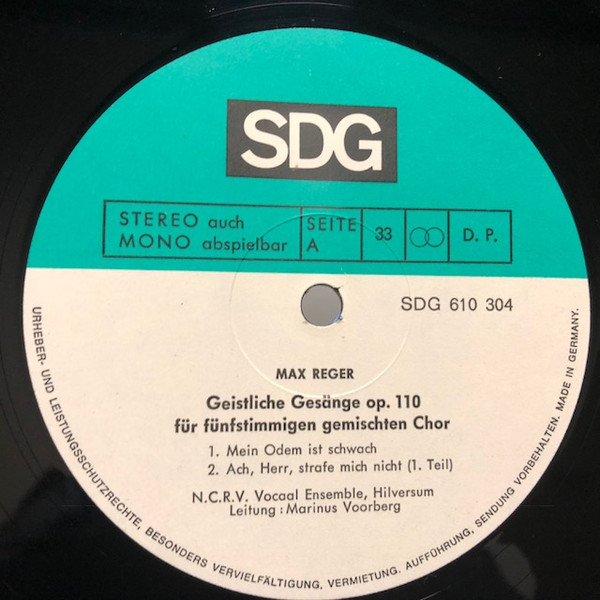 SDG
STEREO auch
MONO abspielbar
SEITE
A
33
D. P.
SDG 610 304
MAX REGER
Geistliche Gesänge op. 110
für fünfstimmigen gemischten Chor
1. Mein Odem ist schwach
2. Ach, Herr, strafe mich nicht (1. Teil)
N.C.R.V. Vocaal Ensemble, Hilversum
Leitung : Marinus Voorberg
URHEBER- UND LEISTUNGSSCHUTZRECHTE, BESONDERS VERVIELFÄLTIGUNG, VERMIETUNG. AUFFÜHRUNG, SENDUNG VORBEHALTEN. MADE IN GERMANY.